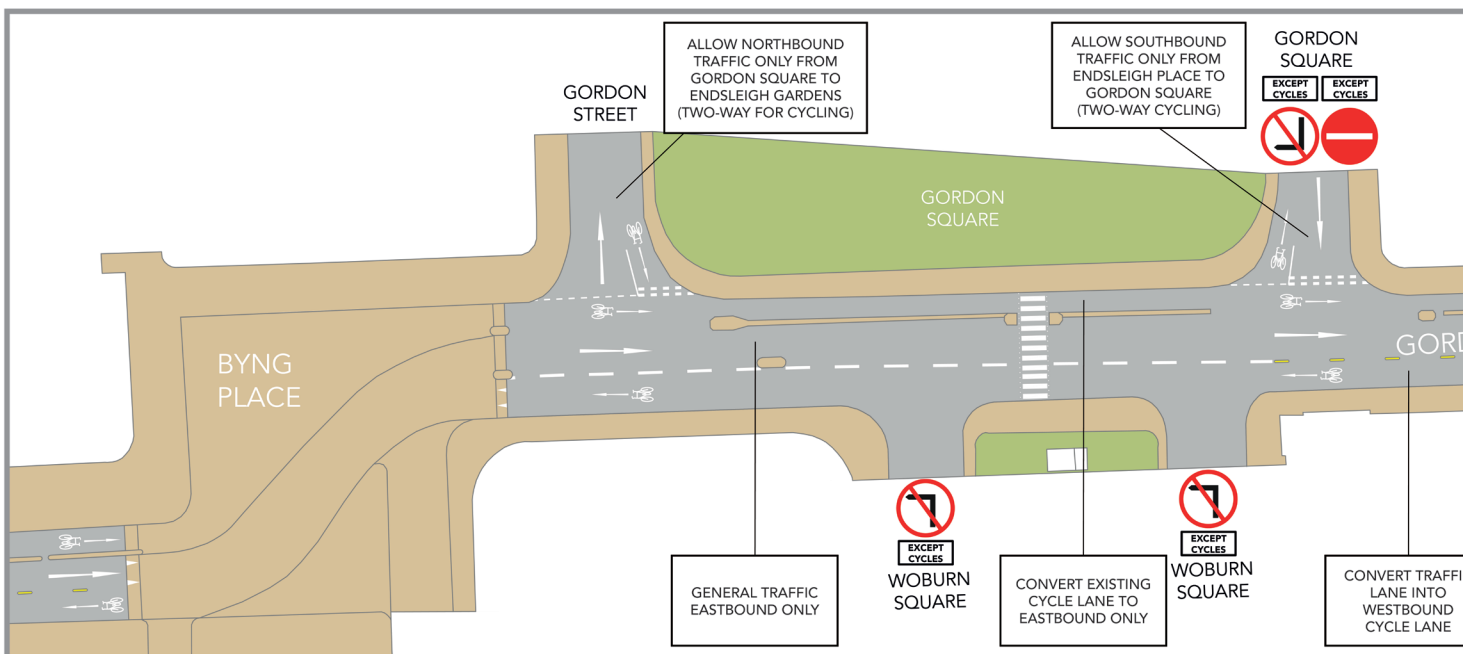 ALLOW NORTHBOUND
TRAFFIC ONLY FROM
GORDON SQUARE TO
ENDSLEIGH GARDENS
(TWO-WAY FOR CYCLING)
ALLOW SOUTHBOUND
TRAFFIC ONLY FROM
ENDSLEIGH PLACE TO
GORDON SQUARE
(TWO-WAY CYCLING)
GORDON
SQUARE
EXCEPT
CYCLES
EXCEPT
CYCLES
GORDON
STREET
GORDON
SQUARE
BYNG
PLACE
GORD
EXCEPT
CYCLES
WOBURN
SQUARE
EXCEPT
CYCLES
WOBURN
SQUARE
GENERAL TRAFFIC
EASTBOUND ONLY
CONVERT EXISTING
CYCLE LANE TO
EASTBOUND ONLY
CONVERT TRAFFI
LANE INTO
WESTBOUND
CYCLE LANE